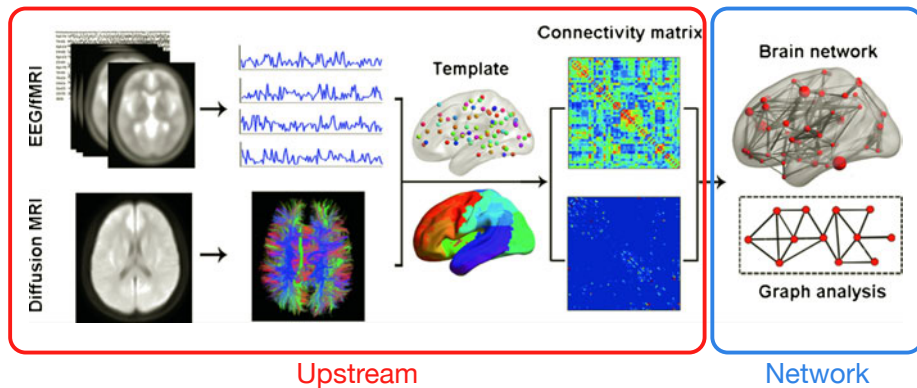 EEG/fMRI
Diffusion MRI
Template
Connectivity matrix
Brain network
Graph analysis
Upstream
Network